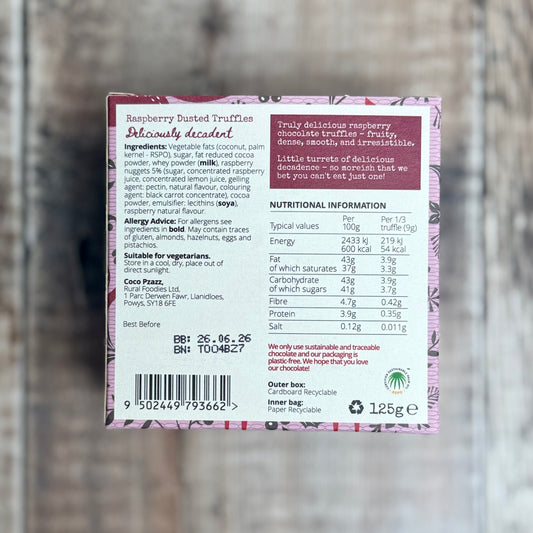 Raspberry Dusted Truffles
Deliciously decadent
Ingredients: Vegetable fats (coconut, palm
kernel - RSPO), sugar, fat reduced cocoa
powder, whey powder (milk), raspberry
nuggets 5% (sugar, concentrated raspberry
juice, concentrated lemon juice, gelling
agent: pectin, natural flavour, colouring
agent: black carrot concentrate), cocoa
powder, emulsifier: lecithins (soya),
raspberry natural flavour.
Allergy Advice: For allergens see
ingredients in bold. May contain traces
of gluten, almonds, hazelnuts, eggs and
pistachios.
Suitable for vegetarians.
Store in a cool, dry, place out of
direct sunlight.
Coco Pzazz,
Rural Foodies Ltd,
1 Parc Derwen Fawr, Llanidloes,
Powys, SY18 6FE
Best Before
BB: 26.06.26
BN: TOO4BZ7
9 502449 793662 >
Truly delicious raspberry
chocolate truffles - fruity,
dense, smooth, and irresistible.
Little turrets of delicious
decadence - so moreish that we
bet you can't eat just one!
NUTRITIONAL INFORMATION
Typical values Per 100g Per 1/3 truffle (9g)
Energy 2433 kJ 219 kJ
600 kcal 54 kcal
Fat 43g 3.9g
of which saturates 37g 3.3g
Carbohydrate 43g 3.9g
of which sugars 41g 3.7g
Fibre 4.7g 0.42g
Protein 3.9g 0.35g
Salt 0.12g 0.011g
We only use sustainable and traceable
chocolate and our packaging is
plastic-free. We hope that you love
our chocolate!
Outer box:
Cardboard Recyclable
Inner bag:
Paper Recyclable
125g e